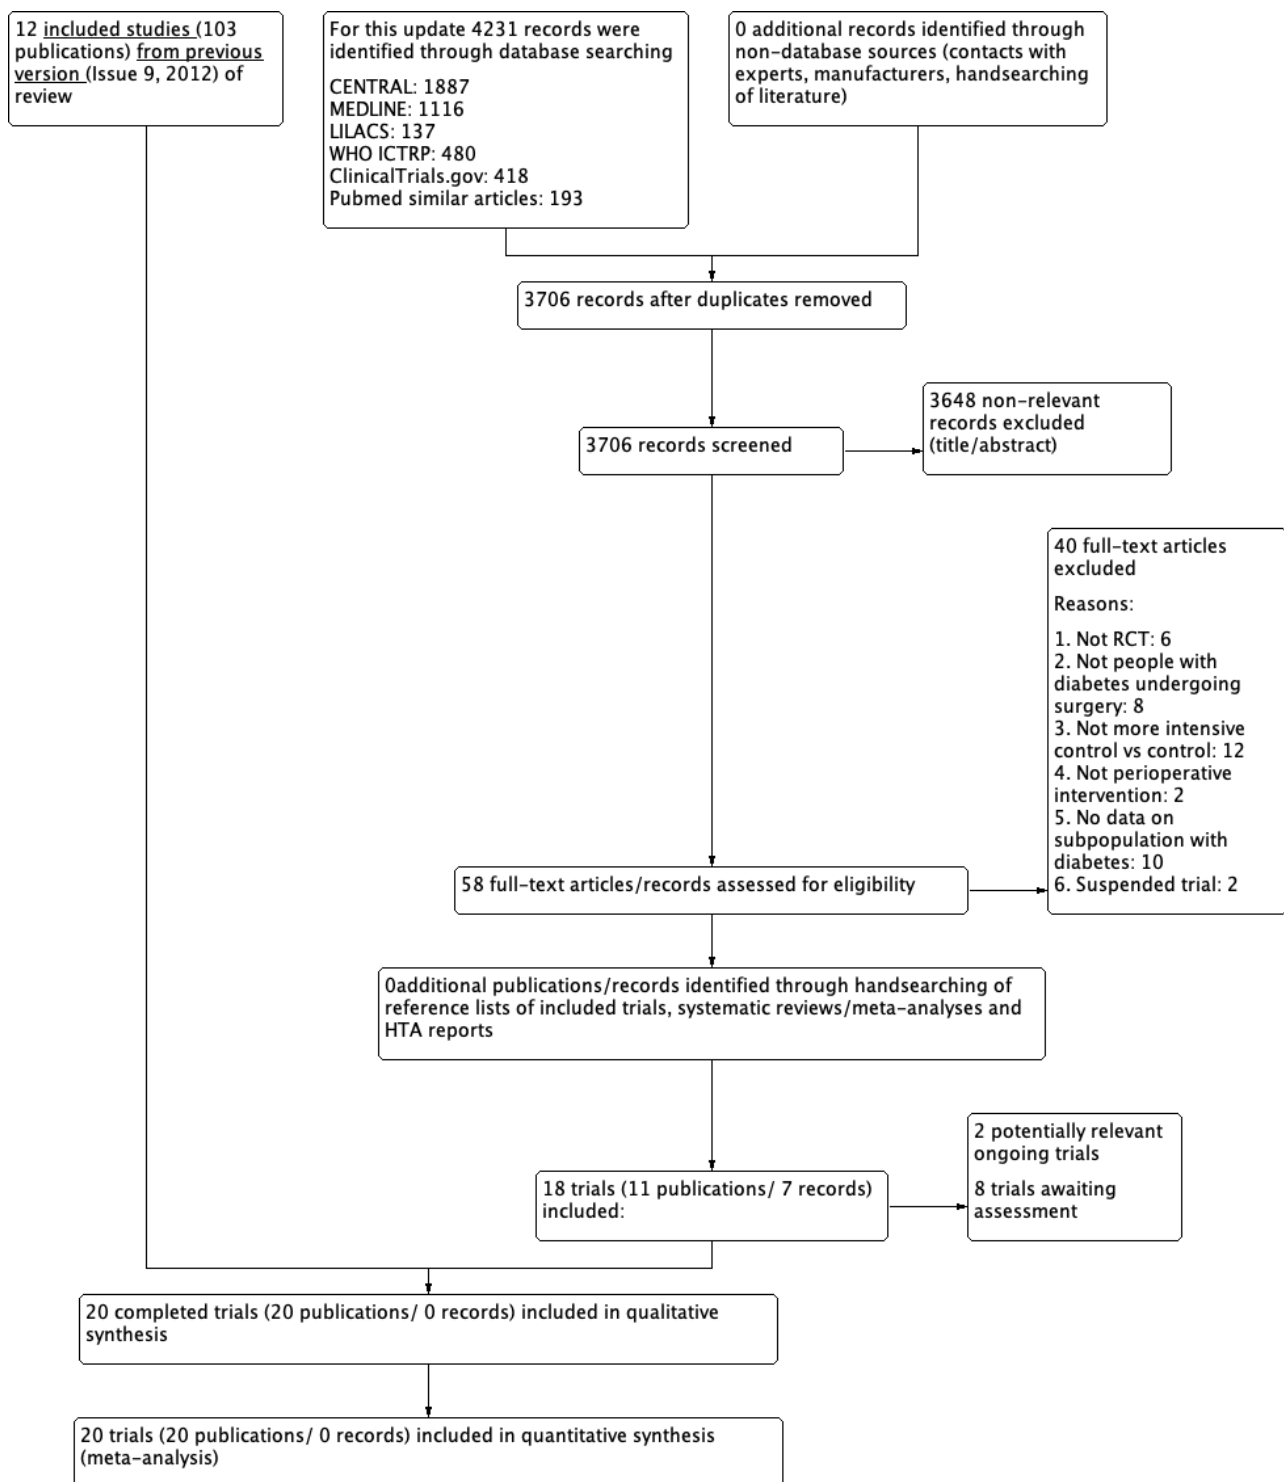 12 included studies (103
publications) from previous
version (Issue 9, 2012) of
review
For this update 4231 records were
identified through database searching
CENTRAL: 1887
MEDLINE: 1116
LILACS: 137
WHO ICTRP: 480
ClinicalTrials.gov: 418
Pubmed similar articles: 193
0 additional records identified through
non-database sources (contacts with
experts, manufacturers, handsearching
of literature)
3706 records after duplicates removed
3706 records screened
3648 non-relevant
records excluded
(title/abstract)
40 full-text articles
excluded
Reasons:
1. Not RCT: 6
2. Not people with
diabetes undergoing
surgery: 8
3. Not more intensive
control vs control: 12
4. Not perioperative
intervention: 2
5. No data on
subpopulation with
diabetes: 10
6. Suspended trial: 2
58 full-text articles/records assessed for eligibility
0additional publications/records identified through handsearching of
reference lists of included trials, systematic reviews/meta-analyses and
HTA reports
18 trials (11 publications/ 7 records)
included:
2 potentially relevant
ongoing trials
8 trials awaiting
assessment
20 completed trials (20 publications/ 0 records) included in qualitative
synthesis
20 trials (20 publications/ 0 records) included in quantitative synthesis
(meta-analysis)